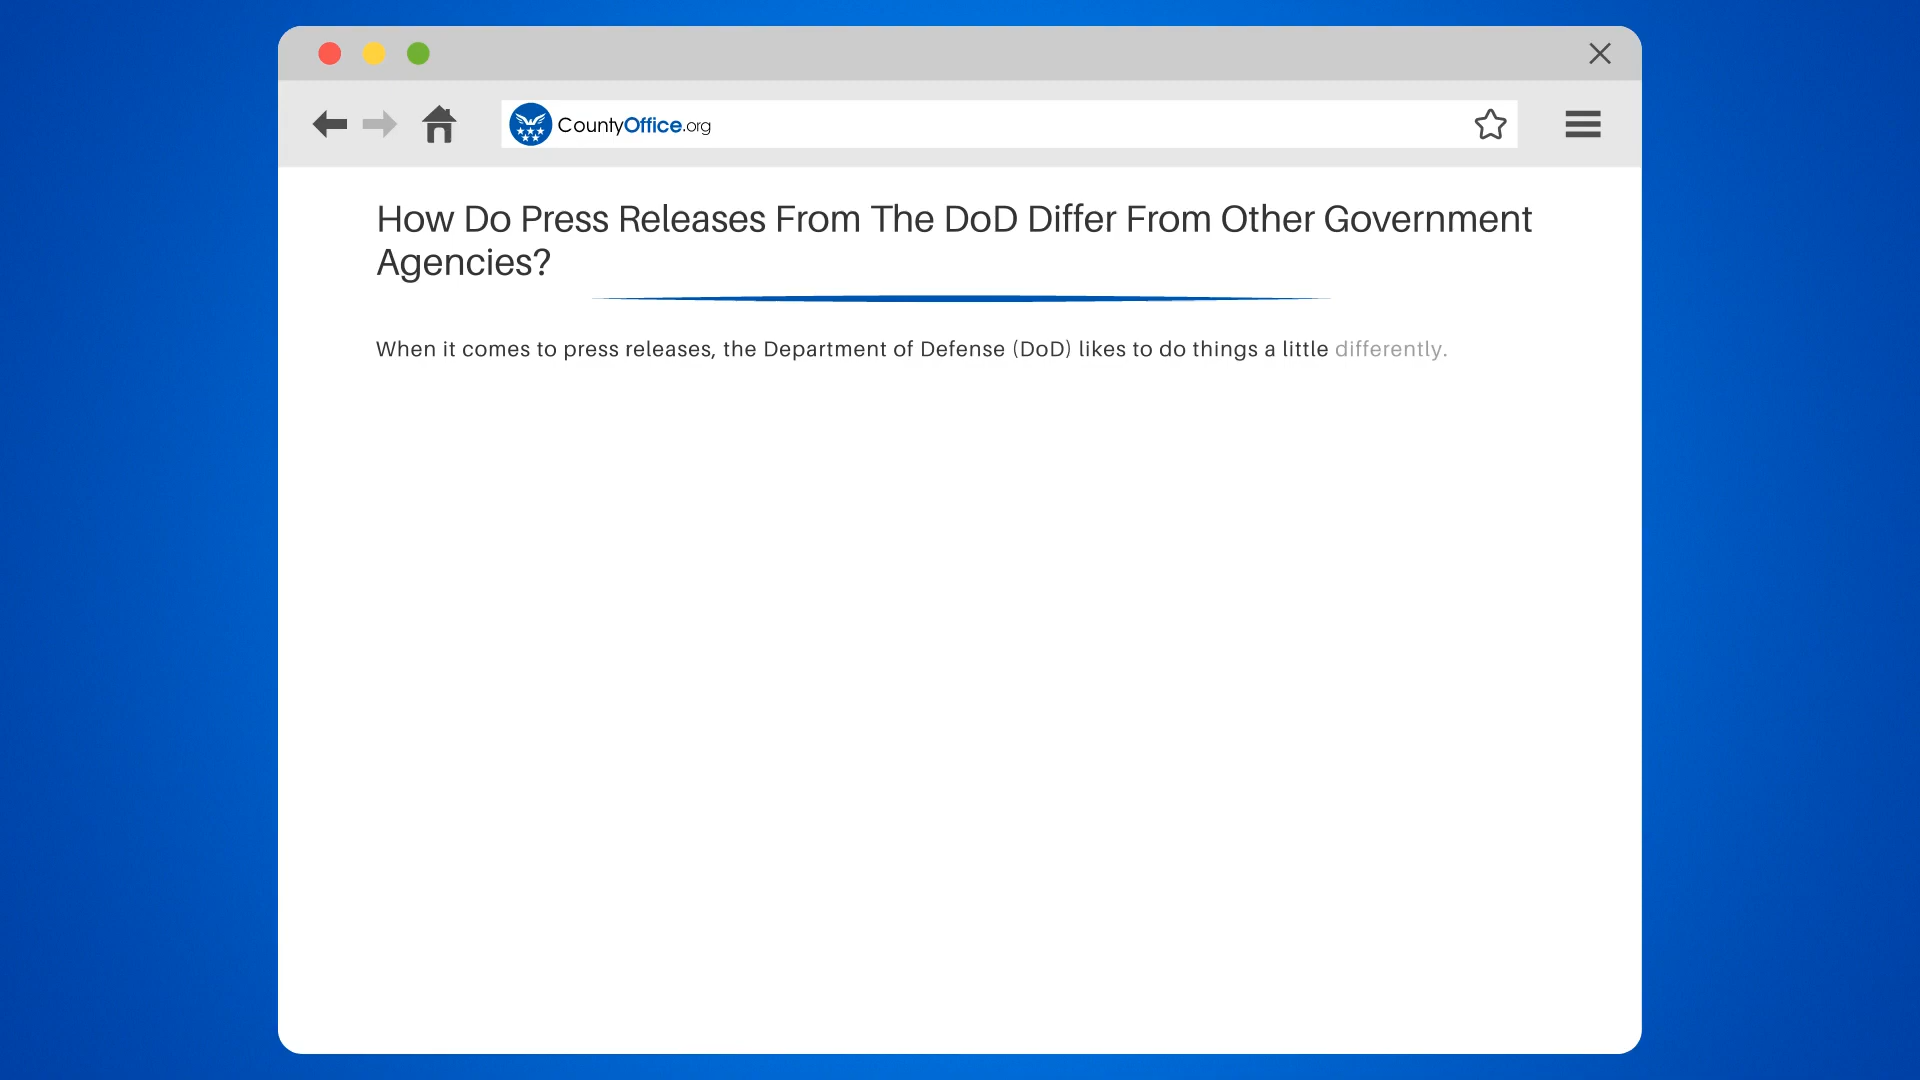 CountyOffice.org
How Do Press Releases From The DoD Differ From Other Government
Agencies?
When it comes to press releases, the Department of Defense (DoD) likes to do things a little differently.